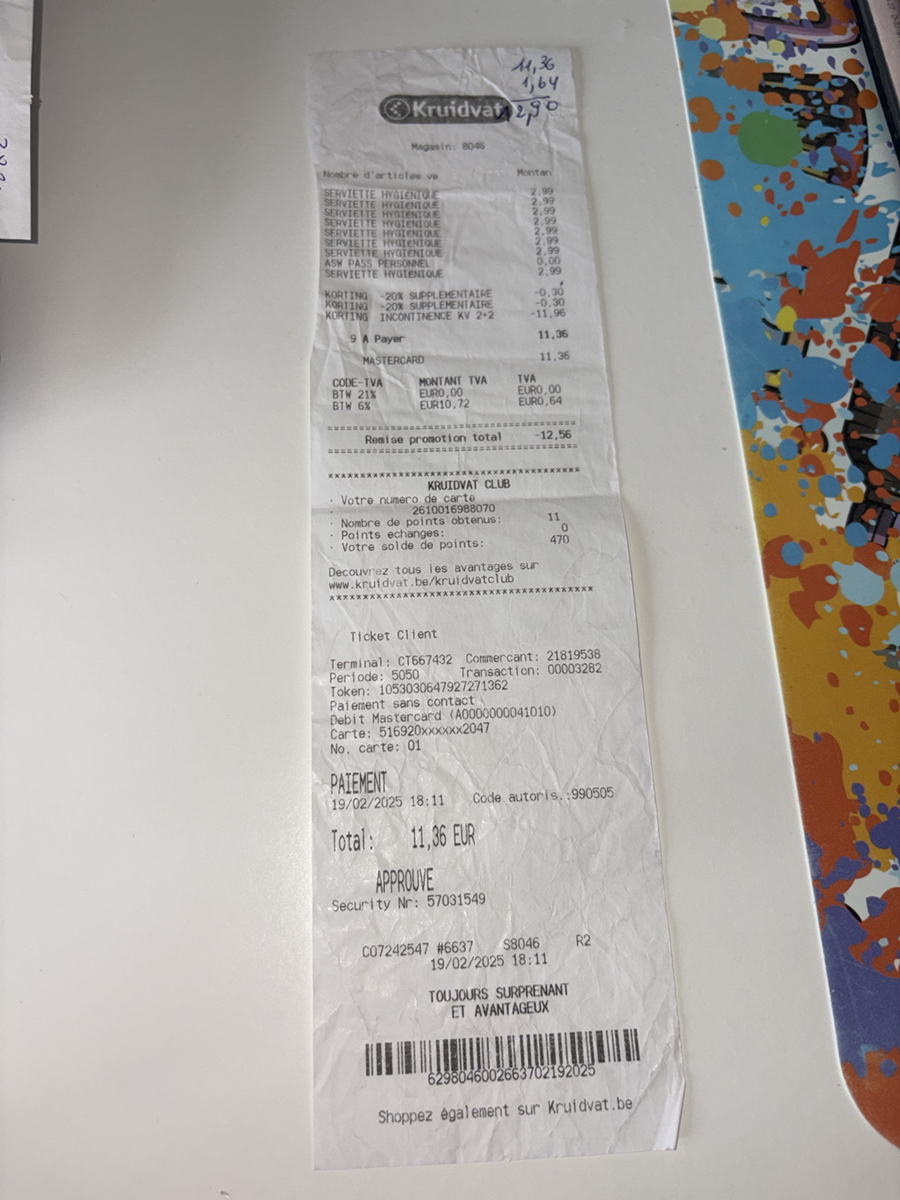 11,36
1,64
12,90
Kruidvat
Magasin: 8046
Nombre d'articles ve Montan
SERVIETTE HYGIENIQUE 2,99
SERVIETTE HYGIENIQUE 2,99
SERVIETTE HYGIENIQUE 2,99
SERVIETTE HYGIENIQUE 2,99
SERVIETTE HYGIENIQUE 2,99
SERVIETTE HYGIENIQUE 2,99
SERVIETTE HYGIENIQUE 2,99
ASW PASS PERSONNEL 0,00
SERVIETTE HYGIENIQUE 2,99
KORTING -20% SUPPLEMENTAIRE -0,30
KORTING -20% SUPPLEMENTAIRE -0,30
KORTING INCONTINENCE KV 2+2 -11,96
9 A Payer 11,36
MASTERCARD 11,36
CODE-TVA MONTANT TVA TVA
BTW 21% EUR0,00 EUR0,00
BTW 6% EUR10,72 EUR0,64
========================================
Remise promotion total -12,56
========================================
****************************************
KRUIDVAT CLUB
· Votre numero de carte
· 2610016988070
· Nombre de points obtenus: 11
· Points echanges: 0
· Votre solde de points: 470
Decouvrez tous les avantages sur
www.kruidvat.be/kruidvatclub
****************************************
Ticket Client
Terminal: CT667432 Commercant: 21819538
Periode: 5050 Transaction: 00003282
Token: 1053030647927271362
Paiement sans contact
Debit Mastercard (A0000000041010)
Carte: 516920xxxxxx2047
No. carte: 01
PAIEMENT
19/02/2025 18:11 Code autoris.:990505
Total: 11,36 EUR
APPROUVE
Security Nr: 57031549
C07242547 #6637 S8046 R2
19/02/2025 18:11
TOUJOURS SURPRENANT
ET AVANTAGEUX
6298046002663702192025
Shoppez également sur Kruidvat.be